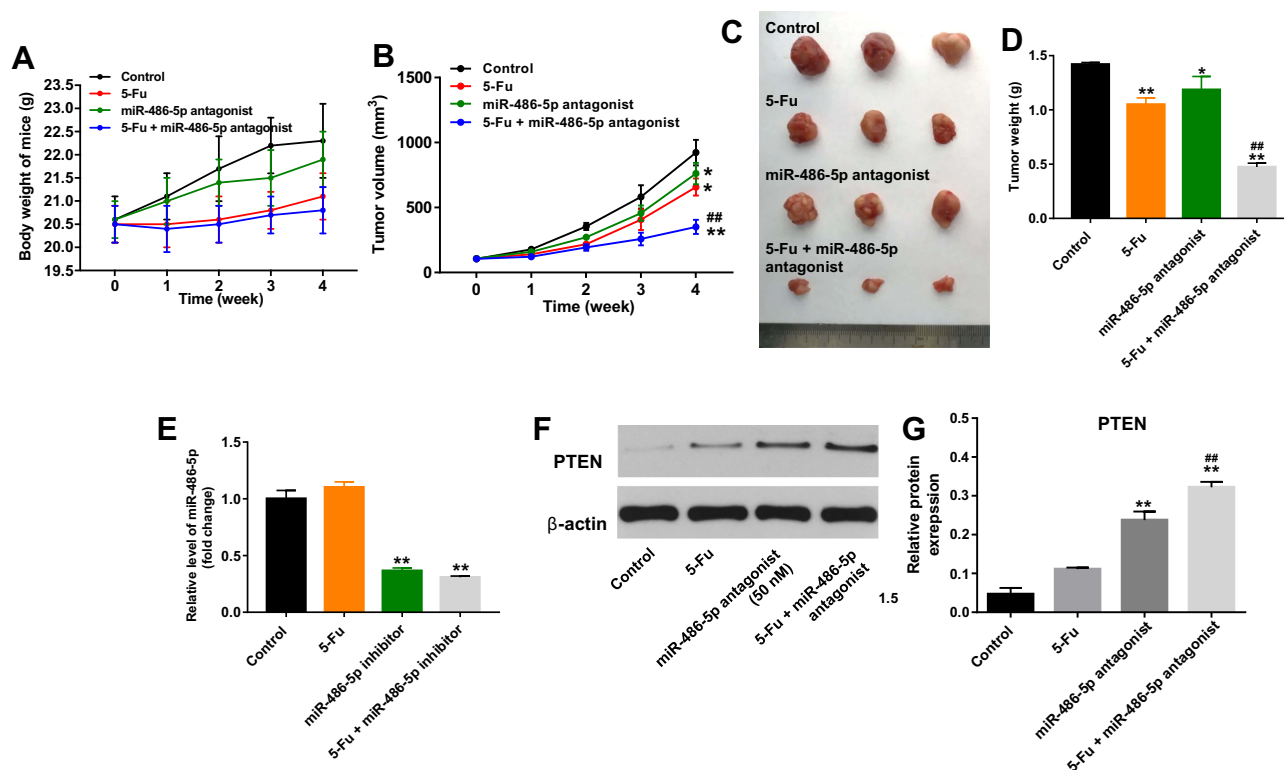 A
Body weight of mice (g)
23.5
23.0
22.5
22.0
21.5
21.0
20.5
20.0
19.5
Control
5-Fu
miR-486-5p antagonist
5-Fu + miR-486-5p antagonist
0 1 2 3 4
Time (week)
B
Tumor volume (mm³)
1500
1000
500
0
Control
5-Fu
miR-486-5p antagonist
5-Fu + miR-486-5p antagonist
*
*
##
**
0 1 2 3 4
Time (week)
C
Control
5-Fu
miR-486-5p antagonist
5-Fu + miR-486-5p
antagonist
D
Tumor weight (g)
1.5
1.0
0.5
0.0
**
*
##
**
Control
5-Fu
miR-486-5p antagonist
5-Fu + miR-486-5p antagonist
E
Relative level of miR-486-5p
(fold change)
1.5
1.0
0.5
0.0
**
**
Control
5-Fu
miR-486-5p inhibitor
5-Fu + miR-486-5p inhibitor
F
PTEN
β-actin
Control
5-Fu
miR-486-5p antagonist
(50 nM)
5-Fu + miR-486-5p
antagonist
1.5
G
PTEN
Relative protein
exrepssion
0.5
0.4
0.3
0.2
0.1
0.0
**
##
**
Control
5-Fu
miR-486-5p antagonist
5-Fu + miR-486-5p antagonist